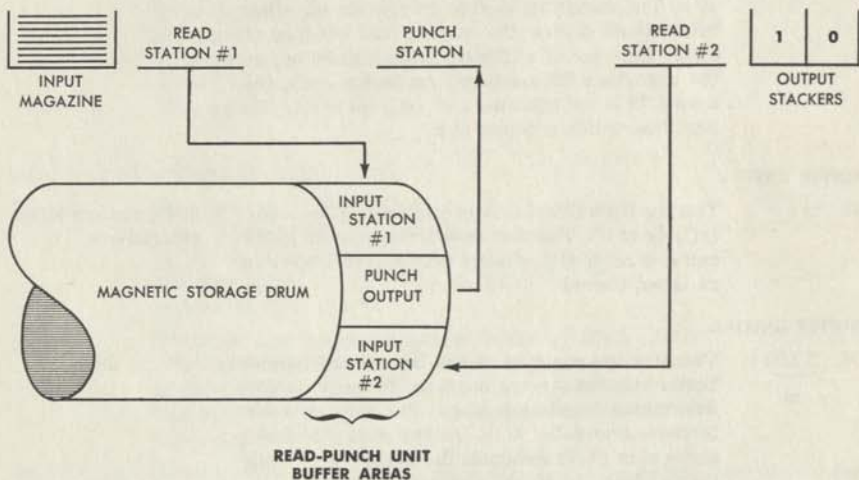 INPUT
MAGAZINE
READ
STATION #1
PUNCH
STATION
READ
STATION #2
1 0
OUTPUT
STACKERS
MAGNETIC STORAGE DRUM
INPUT
STATION
#1
PUNCH
OUTPUT
INPUT
STATION
#2
READ-PUNCH UNIT
BUFFER AREAS